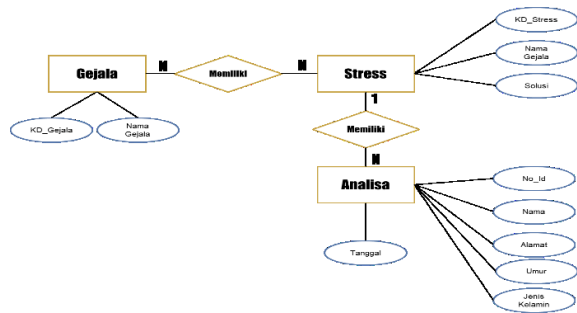 KD_Stress
Gejala
N
Memiliki
N
Stress
Nama
Gejala
Solusi
1
KD_Gejala
Nama
Gejala
Memiliki
N
Analisa
No_Id
Nama
Alamat
Tanggal
Umur
Jenis
Kelamin